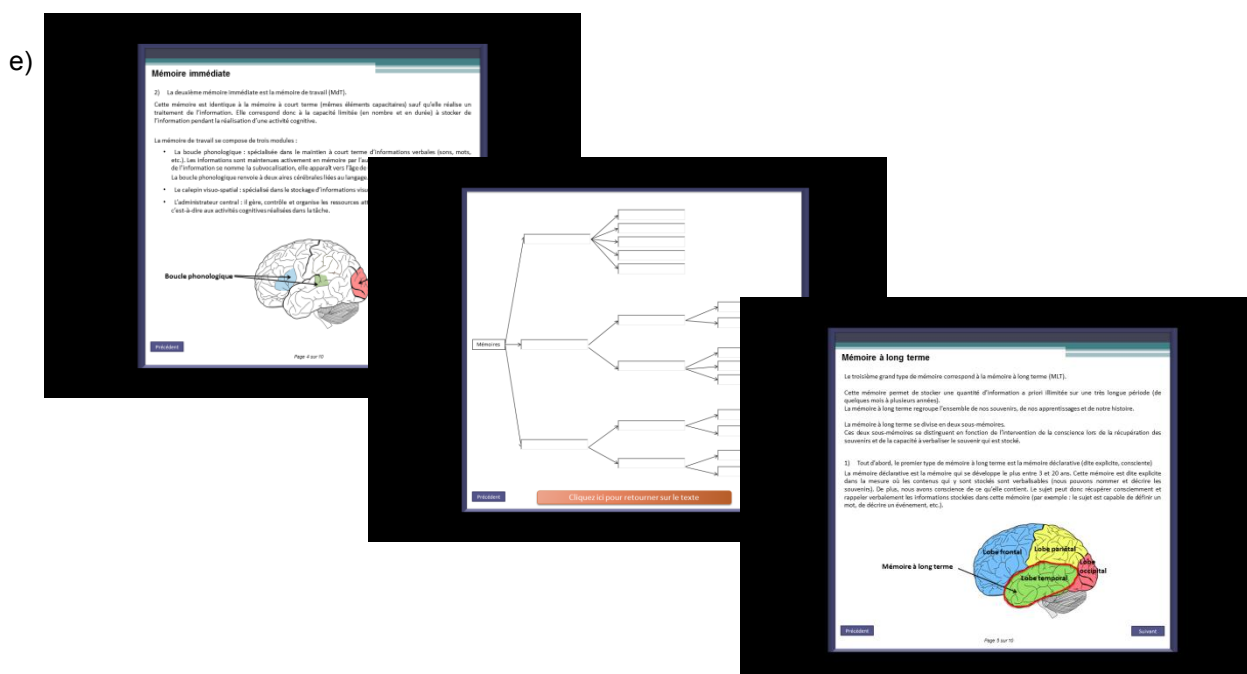 e)
Mémoire immédiate
2) La deuxième mémoire immédiate est la mémoire de travail (MdT).
Cette mémoire est identique à la mémoire à court terme (mêmes éléments capacitaires) sauf qu'elle réalise un
traitement de l'information. Elle correspond donc à la capacité limitée (en nombre et en durée) à stocker de
l'information pendant la réalisation d'une activité cognitive.
La mémoire de travail se compose de trois modules :
• La boucle phonologique : spécialisée dans le maintien à court terme d'informations verbales (sons, mots,
etc.). Les informations sont maintenues activement en mémoire par
de l'information se nomme la subvocalisation, elle apparaît vers l'âge de
La boucle phonologique renvoie à deux aires cérébrales liées au langage.
• Le calepin visuo-spatial : spécialisé dans le stockage d'informations
• L'administrateur central : il gère, contrôle et organise les ressources
c'est-à-dire aux activités cognitives réalisées dans la tâche.
Boucle phonologique
Précédent
Page 4 sur 10
Mémoires
Précédent
Cliquez ici pour retourner sur le texte
Mémoire à long terme
Le troisième grand type de mémoire correspond à la mémoire à long terme (MLT).
Cette mémoire permet de stocker une quantité d'information a priori illimitée sur une très longue période (de
quelques mois à plusieurs années).
La mémoire à long terme regroupe l'ensemble de nos souvenirs, de nos apprentissages et de notre histoire.
La mémoire à long terme se divise en deux sous-mémoires.
Ces deux sous-mémoires se distinguent en fonction de l'intervention de la conscience lors de la récupération des
souvenirs et de la capacité à verbaliser le souvenir qui est stocké.
1) Tout d'abord, le premier type de mémoire à long terme est la mémoire déclarative (dite explicite, consciente)
La mémoire déclarative est la mémoire qui se développe le plus entre 3 et 20 ans. Cette mémoire est dite explicite
dans la mesure où les contenus qui y sont stockés sont verbalisables (nous pouvons nommer et décrire les
souvenirs). De plus, nous avons conscience de ce qu'elle contient. Le sujet peut donc récupérer consciemment et
rappeler verbalement les informations stockées dans cette mémoire (par exemple : le sujet est capable de définir un
mot, de décrire un événement, etc.).
Lobe frontal
Lobe pariétal
Lobe
occipital
Mémoire à long terme
Lobe temporal
Précédent
Suivant
Page 5 sur 10